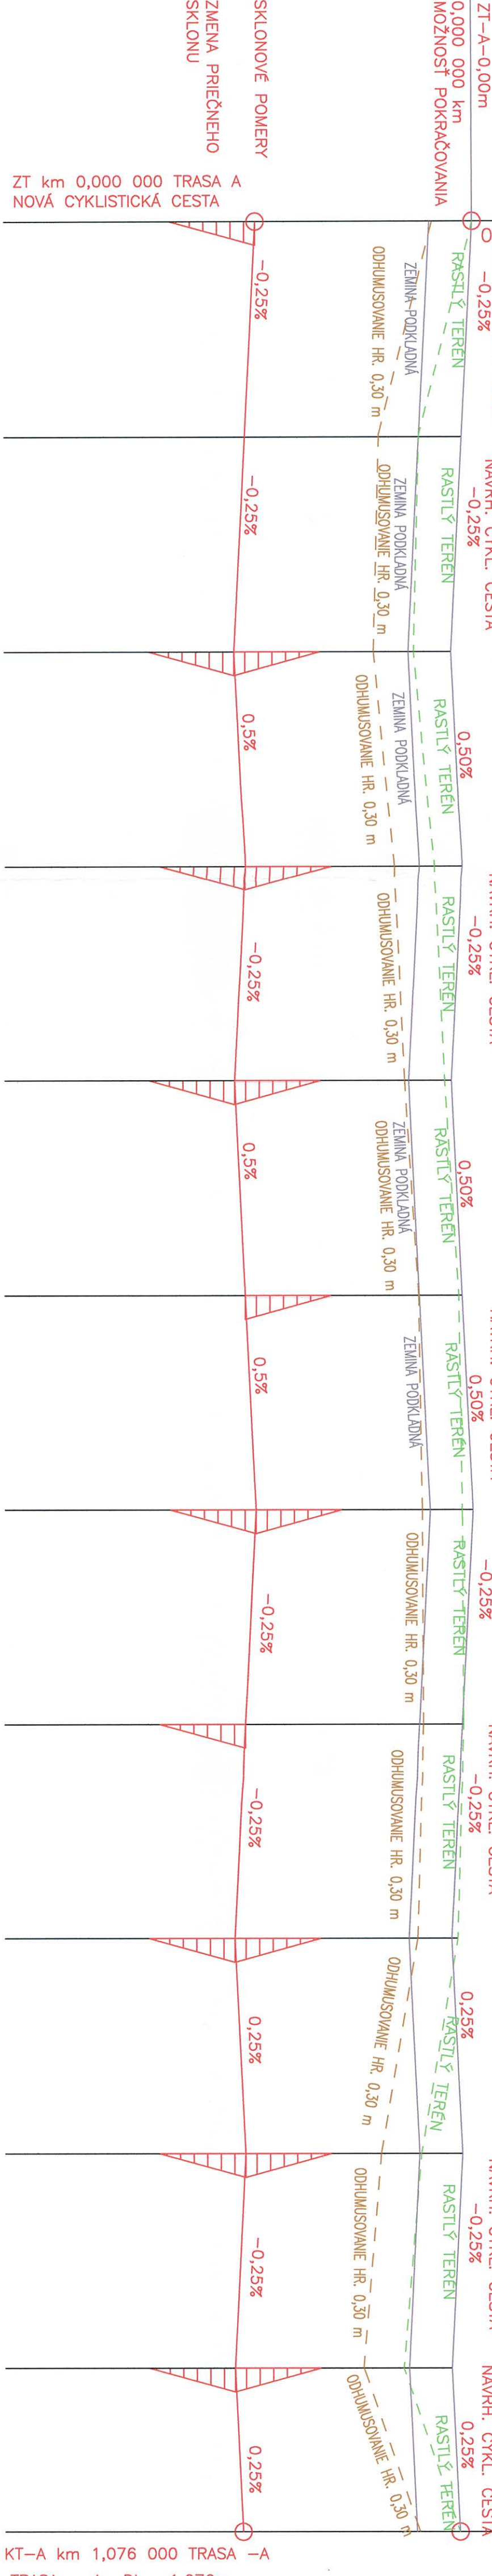 ZT-A-0,00m
0,000 000 km
MOŽNOSŤ POKRAČOVANIA
SKLONOVÉ POMERY
ZMENA PRIEČNEHO
SKLONU
ZT km 0,000 000 TRASA A
NOVÁ CYKLISTICKÁ CESTA
-0,25%
NÁVRH. CYKL. CESTA
-0,25%
0,50%
-0,25%
0,50%
0,50%
-0,25%
-0,25%
0,25%
-0,25%
NÁVRH. CYKL. CESTA
0,25%
RASTLÝ TERÉN
RASTLÝ TERÉN
RASTLÝ TERÉN
RASTLÝ TERÉN
RASTLÝ TERÉN
RASTLÝ TERÉN
RASTLÝ TERÉN
RASTLÝ TERÉN
RASTLÝ TERÉN
RASTLÝ TERÉN
RASTLÝ TERÉN
ZEMINA PODKLADNÁ
ZEMINA PODKLADNÁ
ZEMINA PODKLADNÁ
ZEMINA PODKLADNÁ
ZEMINA PODKLADNÁ
ODHUMUSOVANIE HR. 0,30 m
ODHUMUSOVANIE HR. 0,30 m
ODHUMUSOVANIE HR. 0,30 m
ODHUMUSOVANIE HR. 0,30 m
ODHUMUSOVANIE HR. 0,30 m
ODHUMUSOVANIE HR. 0,30 m
ODHUMUSOVANIE HR. 0,30 m
ODHUMUSOVANIE HR. 0,30 m
ODHUMUSOVANIE HR. 0,30 m
ODHUMUSOVANIE HR. 0,30 m
-0,25%
-0,25%
0,5%
-0,25%
0,5%
0,5%
-0,25%
-0,25%
0,25%
-0,25%
0,25%
KT-A km 1,076 000 TRASA -A